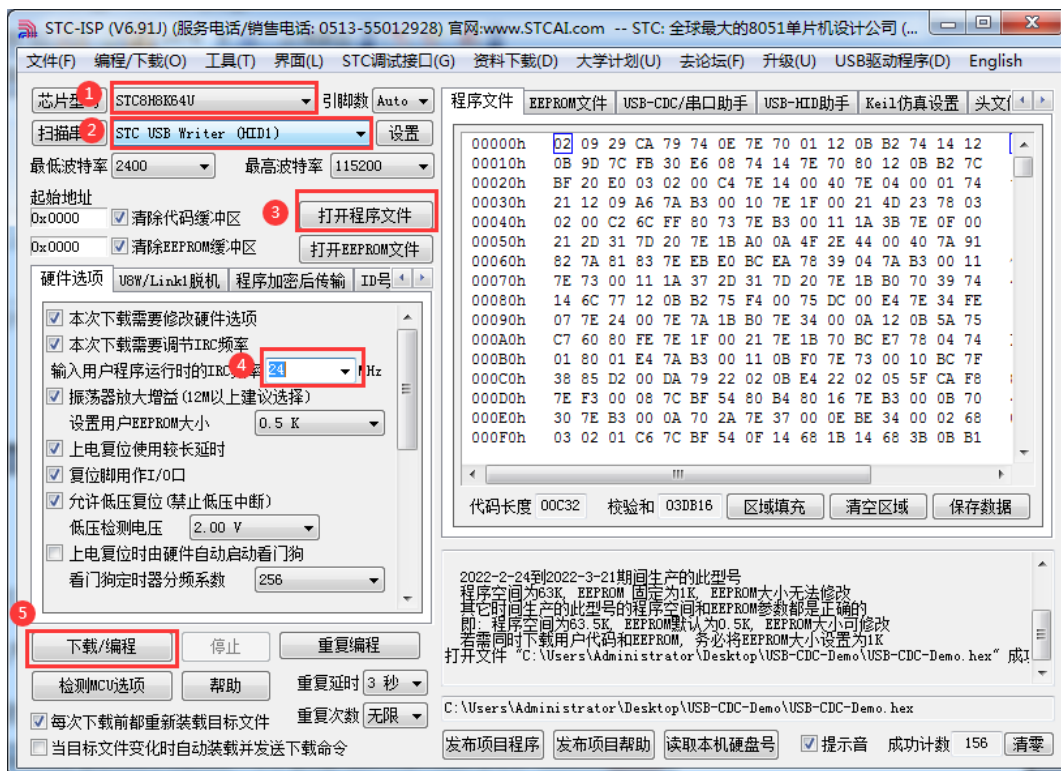 STC-ISP (V6.91J) (服务电话/销售电话: 0513-55012928) 官网:www.STCAI.com -- STC: 全球最大的8051单片机设计公司 (...
文件(F) 编程/下载(O) 工具(T) 界面(L) STC调试接口(G) 资料下载(D) 大学计划(U) 去论坛(F) 升级(U) USB驱动程序(D) English
芯片型 1 STC8H8K64U 引脚数 Auto
扫描串 2 STC USB Writer (HID1) 设置
最低波特率 2400 最高波特率 115200
起始地址
0x0000 清除代码缓冲区 3 打开程序文件
0x0000 清除EEPROM缓冲区 打开EEPROM文件
硬件选项 U8W/Link1脱机 程序加密后传输 ID号
本次下载需要修改硬件选项
本次下载需要调节IRC频率
输入用户程序运行时的IRC 4 率 24 MHz
振荡器放大增益(12M以上建议选择)
设置用户EEPROM大小 0.5 K
上电复位使用较长延时
复位脚用作I/O口
允许低压复位(禁止低压中断)
低压检测电压 2.00 V
上电复位时由硬件自动启动看门狗
看门狗定时器分频系数 256
5
下载/编程 停止 重复编程
检测MCU选项 帮助 重复延时 3 秒
每次下载前都重新装载目标文件 重复次数 无限
当目标文件变化时自动装载并发送下载命令
程序文件 EEPROM文件 USB-CDC/串口助手 USB-HID助手 Keil仿真设置 头文
00000h 02 09 29 CA 79 74 0E 7E 70 01 12 0B B2 74 14 12
00010h 0B 9D 7C FB 30 E6 08 74 14 7E 70 80 12 0B B2 7C
00020h BF 20 E0 03 02 00 C4 7E 14 00 40 7E 04 00 01 74
00030h 21 12 09 A6 7A B3 00 10 7E 1F 00 21 4D 23 78 03
00040h 02 00 C2 6C FF 80 73 7E B3 00 11 1A 3B 7E 0F 00
00050h 21 2D 31 7D 20 7E 1B A0 0A 4F 2E 44 00 40 7A 91
00060h 82 7A 81 83 7E EB E0 BC EA 78 39 04 7A B3 00 11
00070h 7E 73 00 11 1A 37 2D 31 7D 20 7E 1B B0 70 39 74
00080h 14 6C 77 12 0B B2 75 F4 00 75 DC 00 E4 7E 34 FE
00090h 07 7E 24 00 7E 7A 1B B0 7E 34 00 0A 12 0B 5A 75
000A0h C7 60 80 FE 7E 1F 00 21 7E 1B 70 BC E7 78 04 74
000B0h 01 80 01 E4 7A B3 00 11 0B F0 7E 73 00 10 BC 7F
000C0h 38 85 D2 00 DA 79 22 02 0B E4 22 02 05 5F CA F8
000D0h 7E F3 00 08 7C BF 54 80 B4 80 16 7E B3 00 0B 70
000E0h 30 7E B3 00 0A 70 2A 7E 37 00 0E BE 34 00 02 68
000F0h 03 02 01 C6 7C BF 54 0F 14 68 1B 14 68 3B 0B B1
代码长度 00C32 校验和 03DB16 区域填充 清空区域 保存数据
2022-2-24到2022-3-21期间生产的此型号
程序空间为63K, EEPROM 固定为1K, EEPROM大小无法修改
其它时间生产的此型号的程序空间和EEPROM参数都是正确的
即: 程序空间为63.5K, EEPROM默认为0.5K, EEPROM大小可修改
若需同时下载用户代码和EEPROM, 务必将EEPROM大小设置为1K
打开文件 "C:\Users\Administrator\Desktop\USB-CDC-Demo\USB-CDC-Demo.hex" 成
C:\Users\Administrator\Desktop\USB-CDC-Demo\USB-CDC-Demo.hex
发布项目程序 发布项目帮助 读取本机硬盘号 提示音 成功计数 156 清零